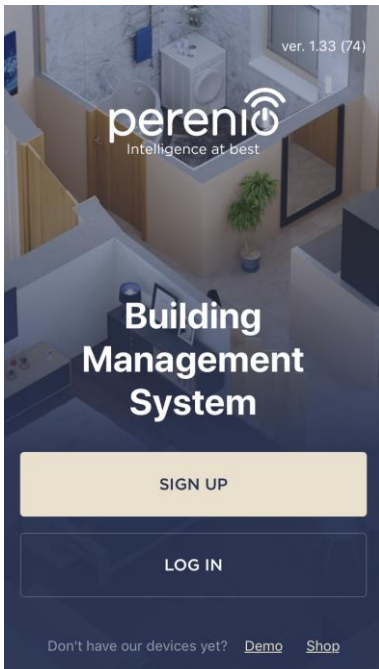 ver. 1.33 (74)
perenio
Intelligence at best
Building
Management
System
SIGN UP
LOG IN
Don't have our devices yet? Demo Shop